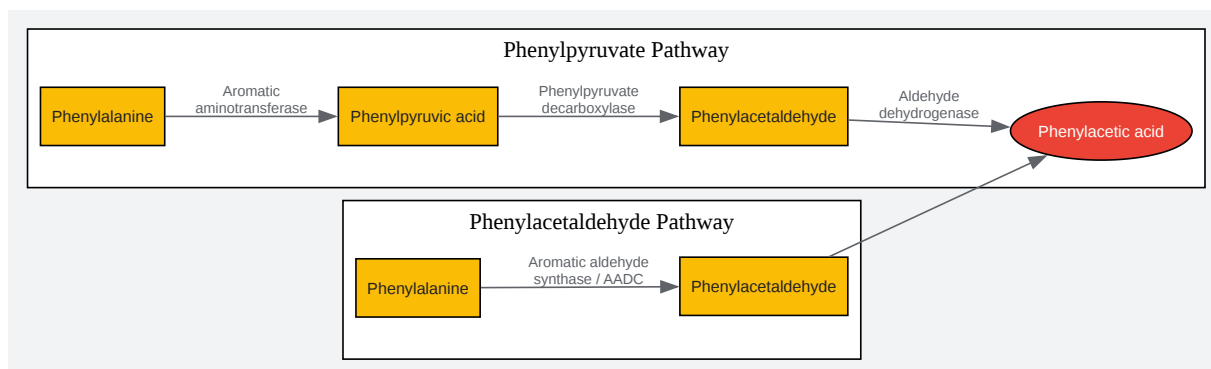 Phenylpyruvate Pathway
Phenylalanine
Aromatic
aminotransferase
Phenylpyruvic acid
Phenylpyruvate
decarboxylase
Phenylacetaldehyde
Aldehyde
dehydrogenase
Phenylacetic acid
Phenylacetaldehyde Pathway
Phenylalanine
Aromatic aldehyde
synthase / AADC
Phenylacetaldehyde